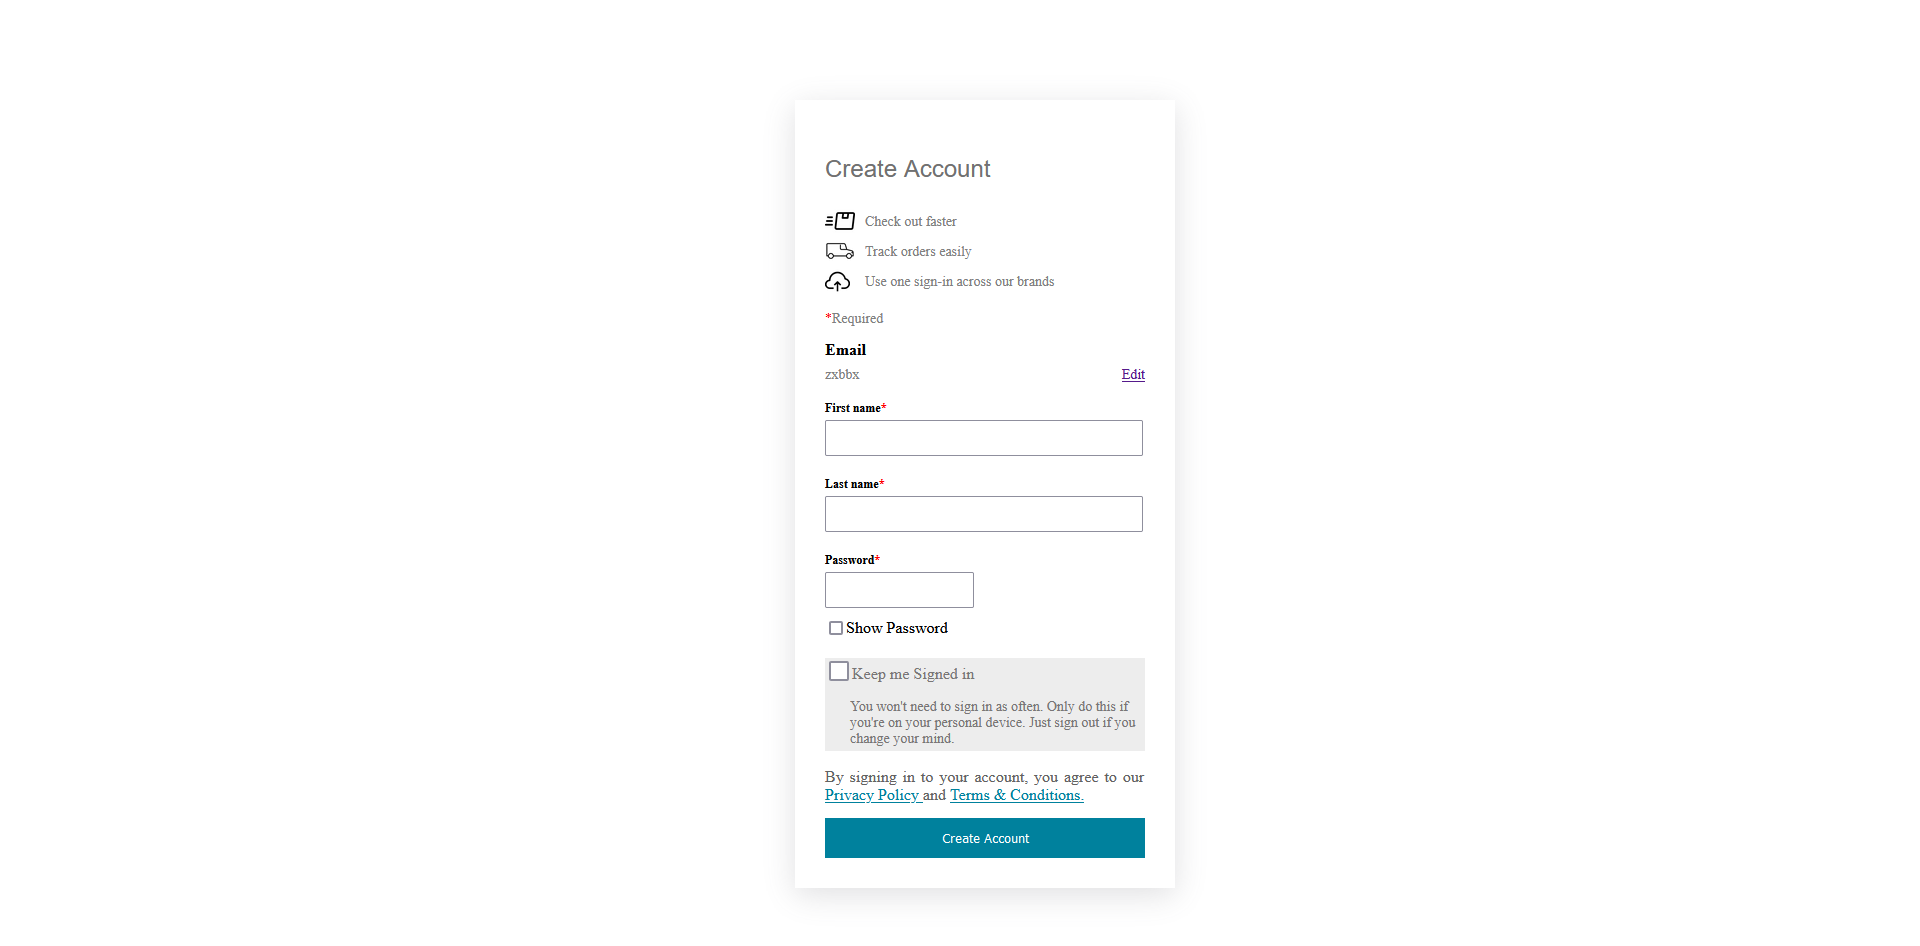 Create Account
Check out faster
Track orders easily
Use one sign-in across our brands
*Required
Email
zxbbx Edit
First name*
Last name*
Password*
Show Password
Keep me Signed in
You won't need to sign in as often. Only do this if
you're on your personal device. Just sign out if you
change your mind.
By signing in to your account, you agree to our
Privacy Policy and Terms & Conditions.
Create Account